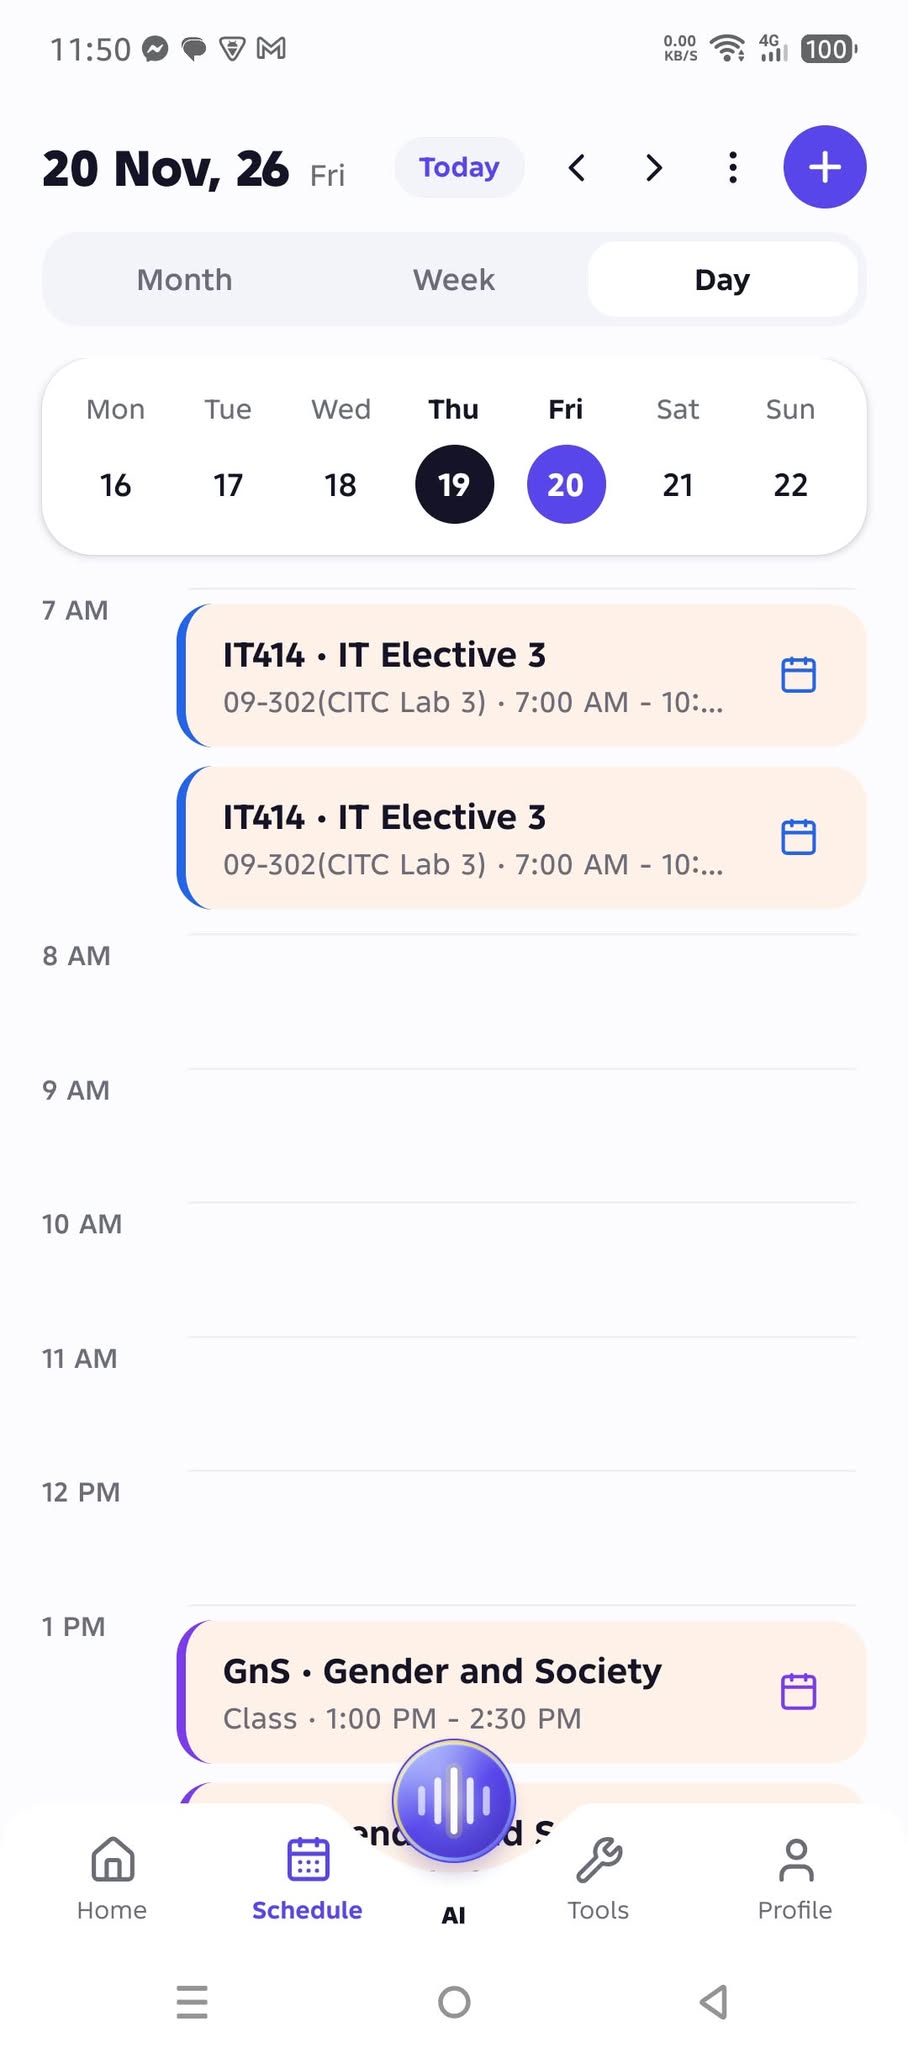 11:50
0.00
KB/S
4G
100
20 Nov, 26 Fri
Today
Month Week Day
Mon Tue Wed Thu Fri Sat Sun
16 17 18 19 20 21 22
7 AM
IT414 • IT Elective 3
09-302(CITC Lab 3) · 7:00 AM - 10:...
IT414 • IT Elective 3
09-302(CITC Lab 3) · 7:00 AM - 10:...
8 AM
9 AM
10 AM
11 AM
12 PM
1 PM
GnS • Gender and Society
Class · 1:00 PM - 2:30 PM
Home Schedule AI Tools Profile